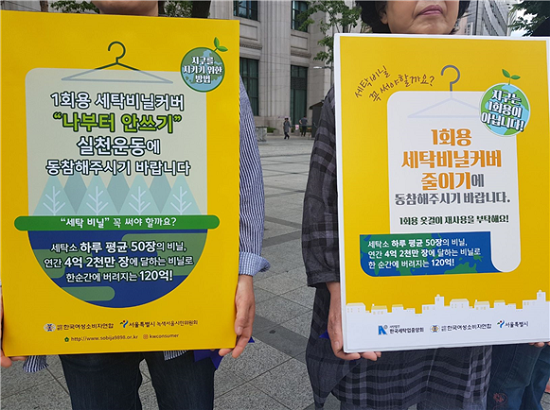 지구를
지키기 위한
방법
1회용 세탁비닐커버
“나부터 안쓰기”
실천운동에
동참해주시기 바랍니다
“세탁 비닐” 꼭 써야 할까요?
세탁소 하루 평균 50장의 비닐,
연간 4억 2천만 장에 달하는 비닐로
한순간에 버려지는 120억!
한국여성소비자연합
서울특별시
녹색서울시민위원회
kwconsumer
세탁비닐
꼭 써야할까요?
지구는
1회용이
아닙니다!
1회용
세탁비닐커버
줄이기에
동참해주시기 바랍니다.
1회용 옷걸이 재사용을 부탁해요!
세탁소 하루 평균 50장의 비닐,
연간 4억 2천만 장에 달하는 비닐로
한순간에 버려지는 120억!
한국세탁업중앙회
한국여성소비자연합
서울특별시